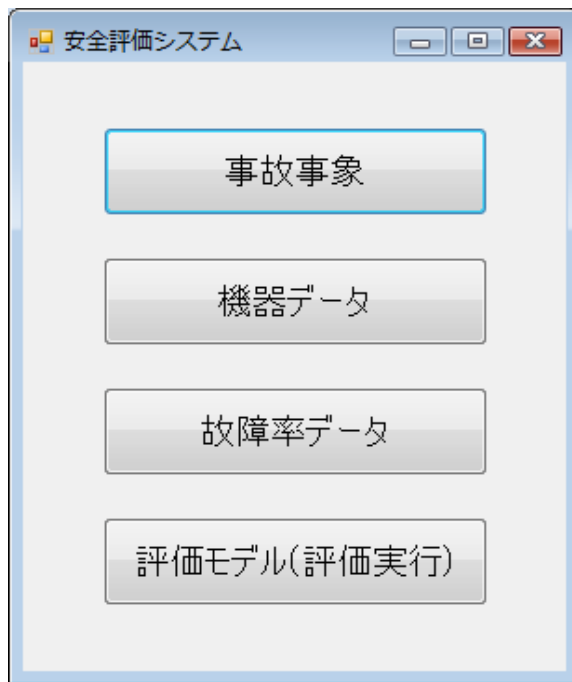 安全評価システム
事故事象
機器データ
故障率データ
評価モデル(評価実行)